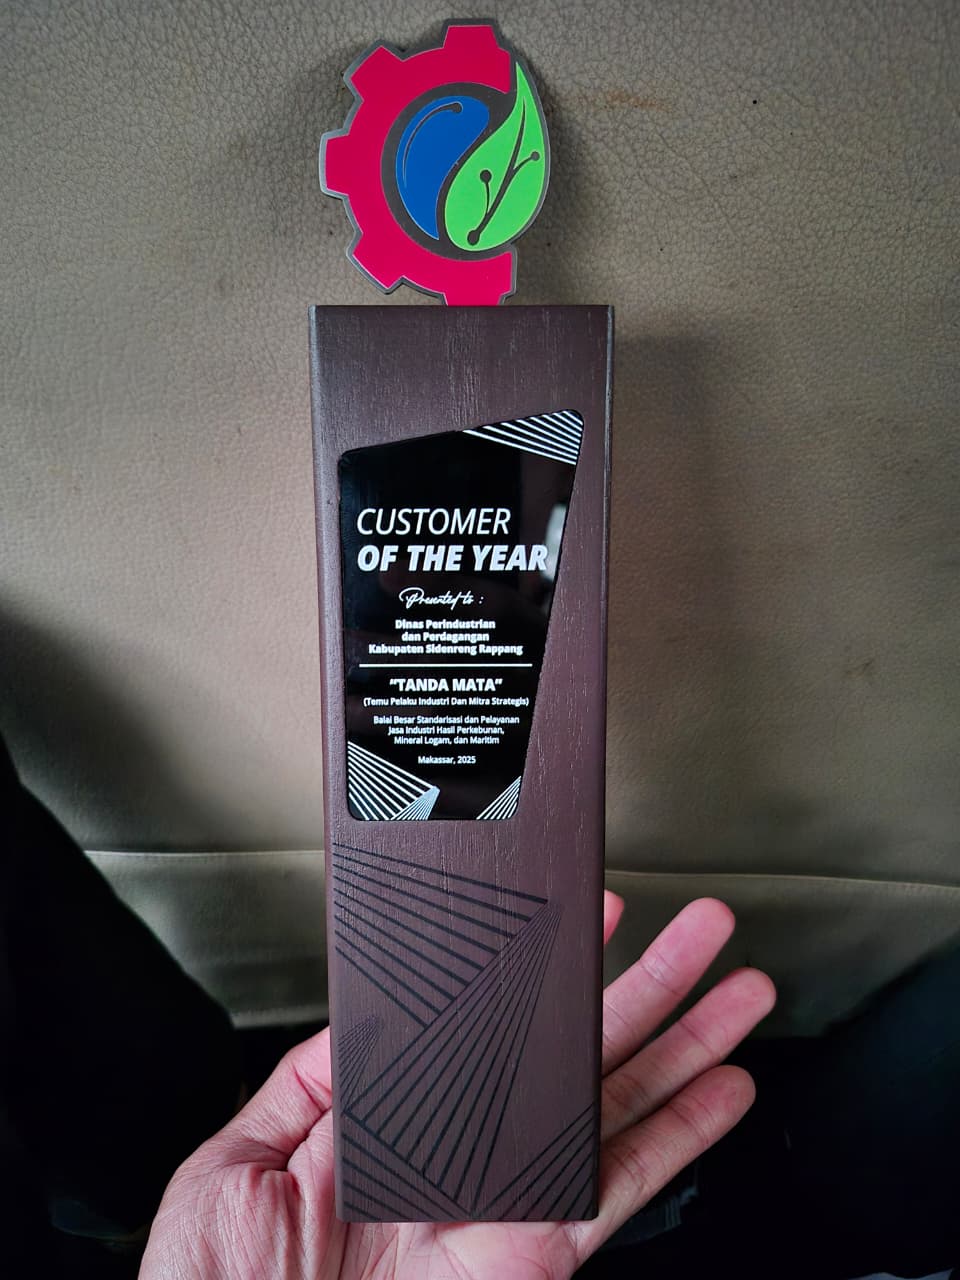 CUSTOMER
OF THE YEAR
Presented to :
Dinas Perindustrian
dan Perdagangan
Kabupaten Sidenreng Rappang
“TANDA MATA”
(Temu Pelaku Industri Dan Mitra Strategis)
Balai Besar Standarisasi dan Pelayanan
Jasa Industri Hasil Perkebunan,
Mineral Logam, dan Maritim
Makassar, 2025